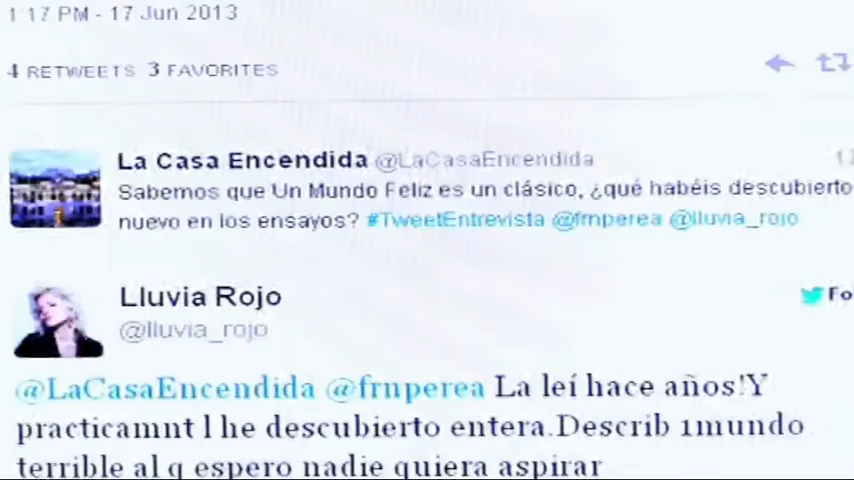 1:17 PM - 17 Jun 2013
4 RETWEETS 3 FAVORITES
La Casa Encendida @LaCasaEncendida
Sabemos que Un Mundo Feliz es un clásico, ¿qué habéis descubierto
nuevo en los ensayos? #TweetEntrevista @frnperea @lluvia_rojo
Lluvia Rojo
@lluvia_rojo
@LaCasaEncendida @frnperea La leí hace años!Y
practicamnt l he descubierto entera.Describ 1mundo
terrible al q espero nadie quiera aspirar